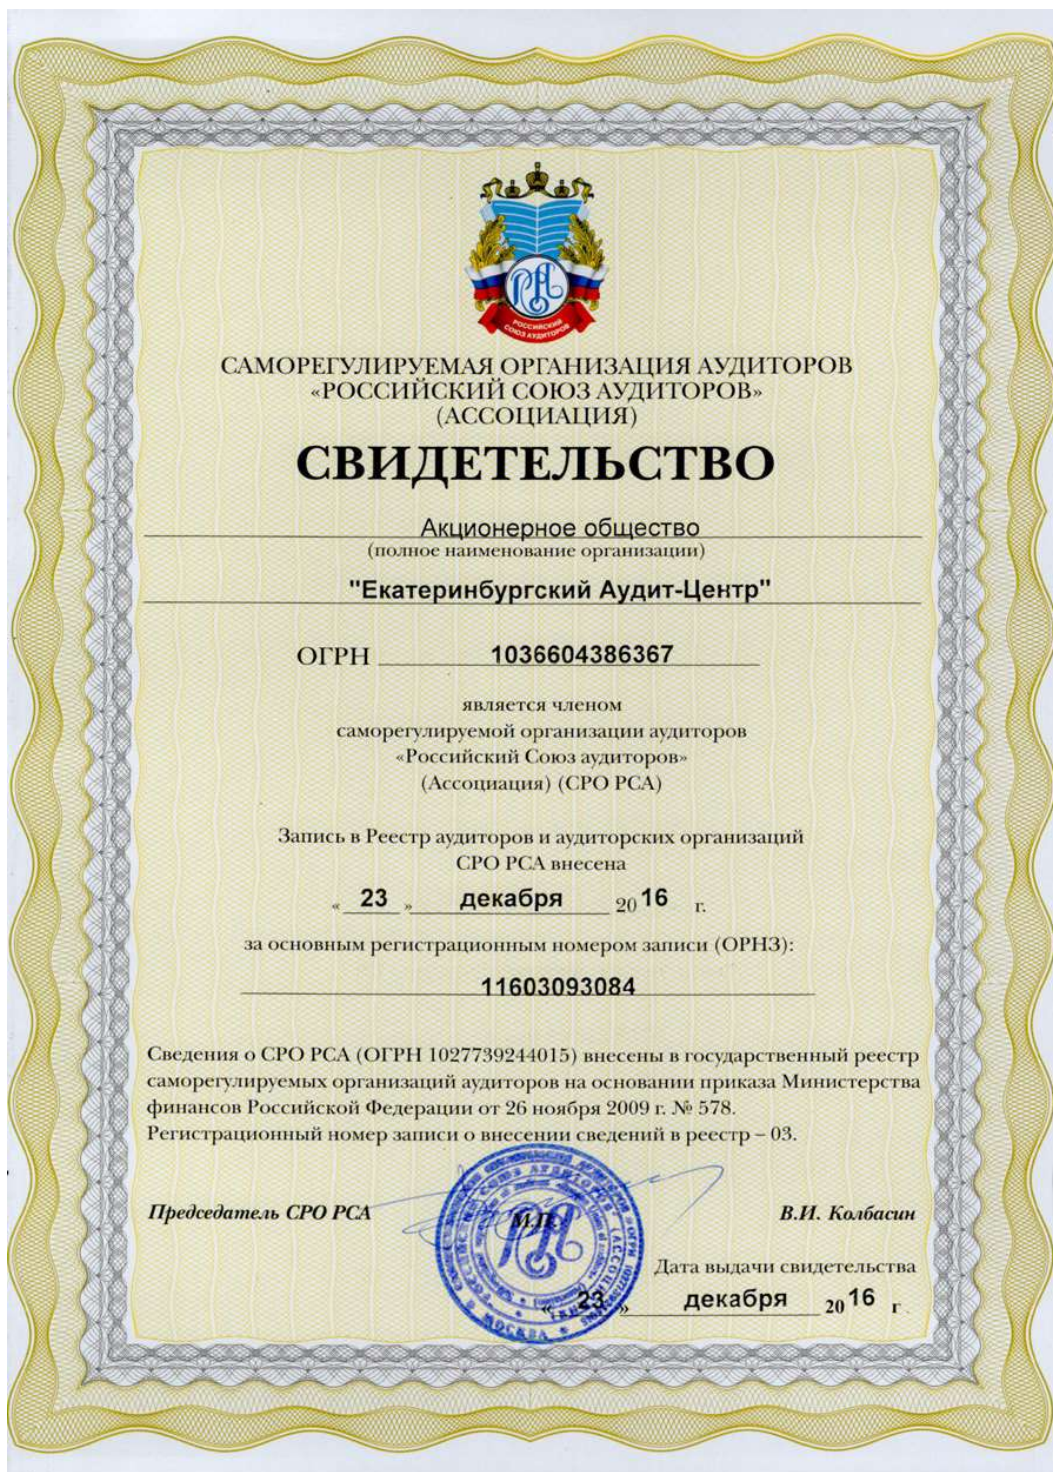 РОССИЙСКИЙ
СОЮЗ АУДИТОРОВ
САМОРЕГУЛИРУЕМАЯ ОРГАНИЗАЦИЯ АУДИТОРОВ
«РОССИЙСКИЙ СОЮЗ АУДИТОРОВ»
(АССОЦИАЦИЯ)
СВИДЕТЕЛЬСТВО
Акционерное общество
(полное наименование организации)
"Екатеринбургский Аудит-Центр"
ОГРН 1036604386367
является членом
саморегулируемой организации аудиторов
«Российский Союз аудиторов»
(Ассоциация) (СРО РСА)
Запись в Реестр аудиторов и аудиторских организаций
СРО РСА внесена
« 23 » декабря 2016 г.
за основным регистрационным номером записи (ОРНЗ):
11603093084
Сведения о СРО РСА (ОГРН 1027739244015) внесены в государственный реестр
саморегулируемых организаций аудиторов на основании приказа Министерства
финансов Российской Федерации от 26 ноября 2009 г. № 578.
Регистрационный номер записи о внесении сведений в реестр – 03.
Председатель СРО РСА М.П. В.И. Колбасин
Дата выдачи свидетельства
« 23 » декабря 2016 г.
МОСКВА